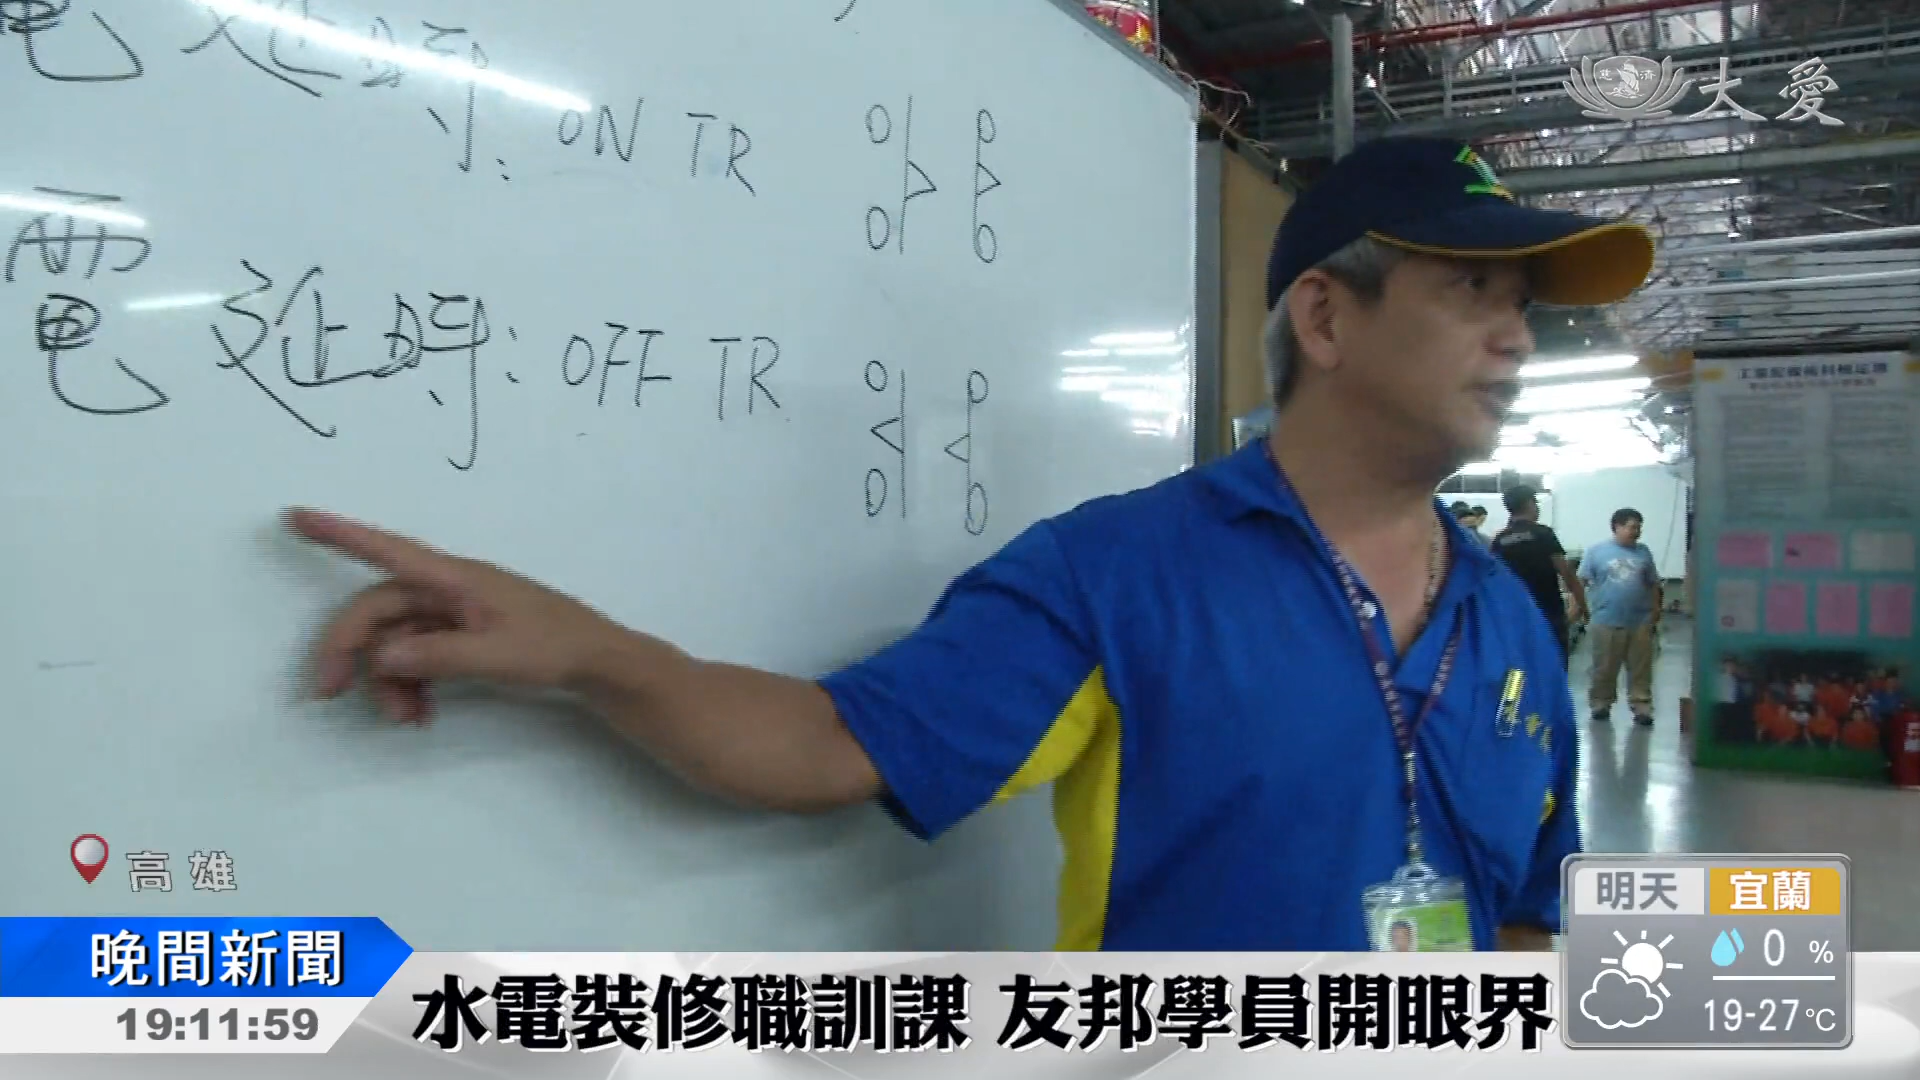 電延時: ON TR
電延時: OFF TR
大愛
慈濟
高雄
晚間新聞
19:11:59
水電裝修職訓課 友邦學員開眼界
明天 宜蘭
0 %
19-27°C